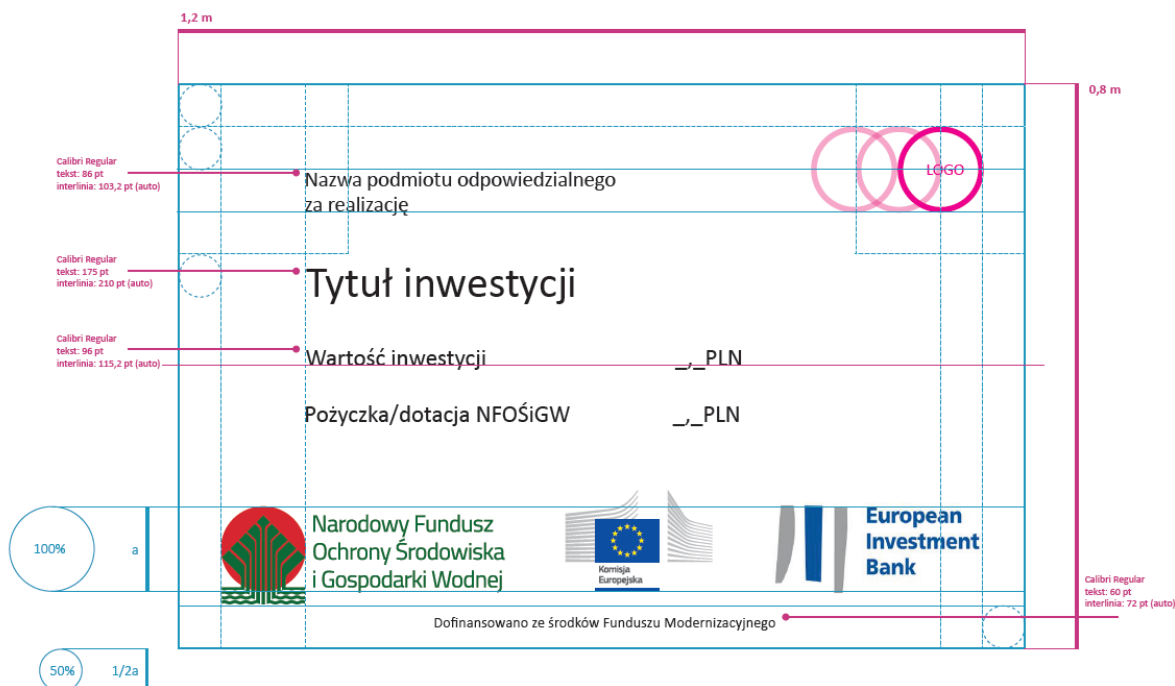 1,2 m
0,8 m
Calibri Regular
tekst: 86 pt
interlinia: 103,2 pt (auto)
Nazwa podmiotu odpowiedzialnego
za realizację
LOGO
Calibri Regular
tekst: 175 pt
interlinia: 210 pt (auto)
Tytuł inwestycji
Calibri Regular
tekst: 96 pt
interlinia: 115,2 pt (auto)
Wartość inwestycji _,_PLN
Pożyczka/dotacja NFOŚiGW _,_PLN
100% a
Narodowy Fundusz
Ochrony Środowiska
i Gospodarki Wodnej
Komisja
Europejska
European
Investment
Bank
Calibri Regular
tekst: 60 pt
interlinia: 72 pt (auto)
Dofinansowano ze środków Funduszu Modernizacyjnego
50% 1/2a